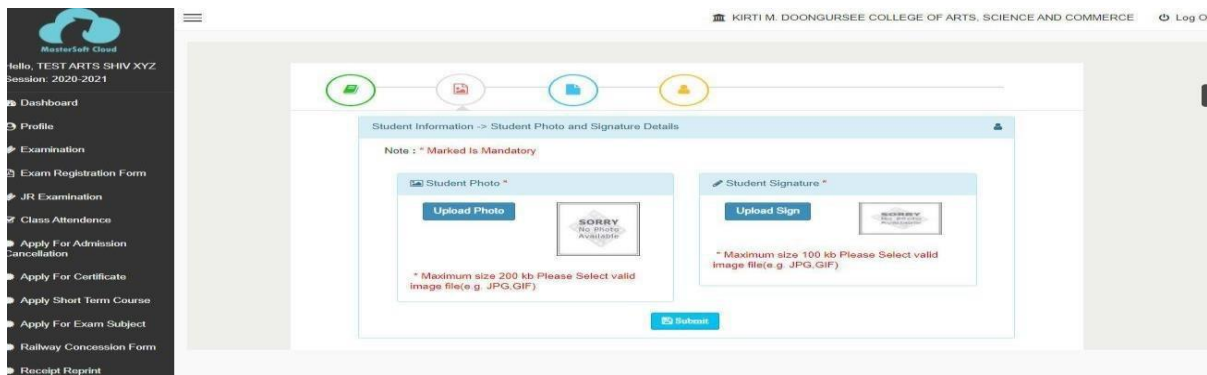 KIRTI M. DOONGURSEE COLLEGE OF ARTS, SCIENCE AND COMMERCE
Log O
MasterSoft Cloud
Hello, TEST ARTS SHIV XYZ
Session: 2020-2021
Dashboard
Profile
Examination
Exam Registration Form
JR Examination
Class Attendence
Apply For Admission
Cancellation
Apply For Certificate
Apply Short Term Course
Apply For Exam Subject
Railway Concession Form
Receipt Reprint
Student Information -> Student Photo and Signature Details
Note : * Marked Is Mandatory
Student Photo *
Upload Photo
SORRY
No Photo
Available
* Maximum size 200 kb Please Select valid
image file(e.g. JPG,GIF)
Student Signature *
Upload Sign
SORRY
No Photo
Available
* Maximum size 100 kb Please Select valid
image file(e.g. JPG,GIF)
Submit